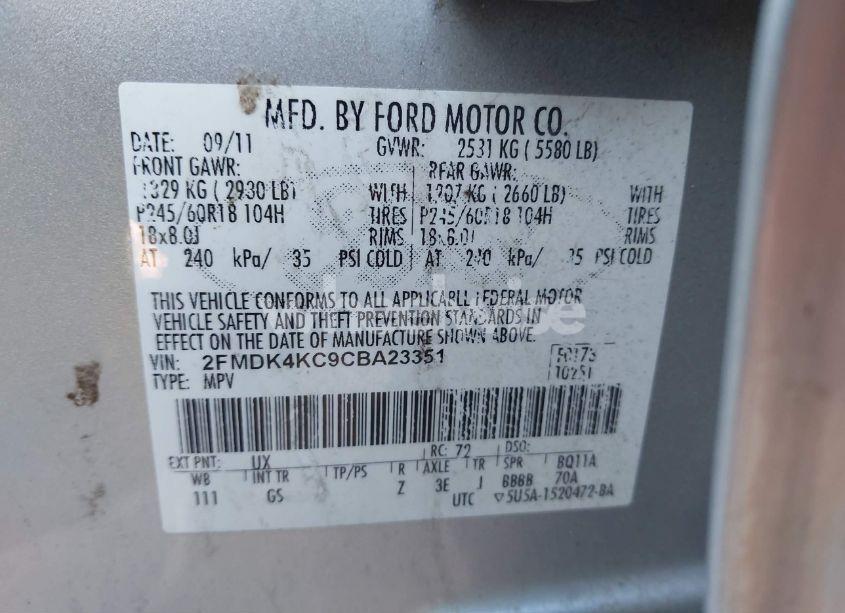 MFD. BY FORD MOTOR CO.
DATE: 09/11 GVWR: 2531 KG ( 5580 LB)
FRONT GAWR: REAR GAWR:
1329 KG ( 2930 LB) WITH 1207 KG ( 2660 LB) WITH
P245/60R18 104H TIRES P245/60R18 104H TIRES
18x8.0J RIMS 18x8.0J RIMS
AT 240 kPa/ 35 PSI COLD AT 240 kPa/ 35 PSI COLD
THIS VEHICLE CONFORMS TO ALL APPLICABLE FEDERAL MOTOR
VEHICLE SAFETY AND THEFT PREVENTION STANDARDS IN
EFFECT ON THE DATE OF MANUFACTURE SHOWN ABOVE.
VIN: 2FMDK4KC9CBA23351 F0173
TYPE: MPV 10251
EXT PNT: UX RC: 72 DSO:
WB INT TR TP/PS R AXLE TR SPR BQ11A
111 GS Z 3E J BBBB 70A
UTC ▽5U5A-1520472-BA